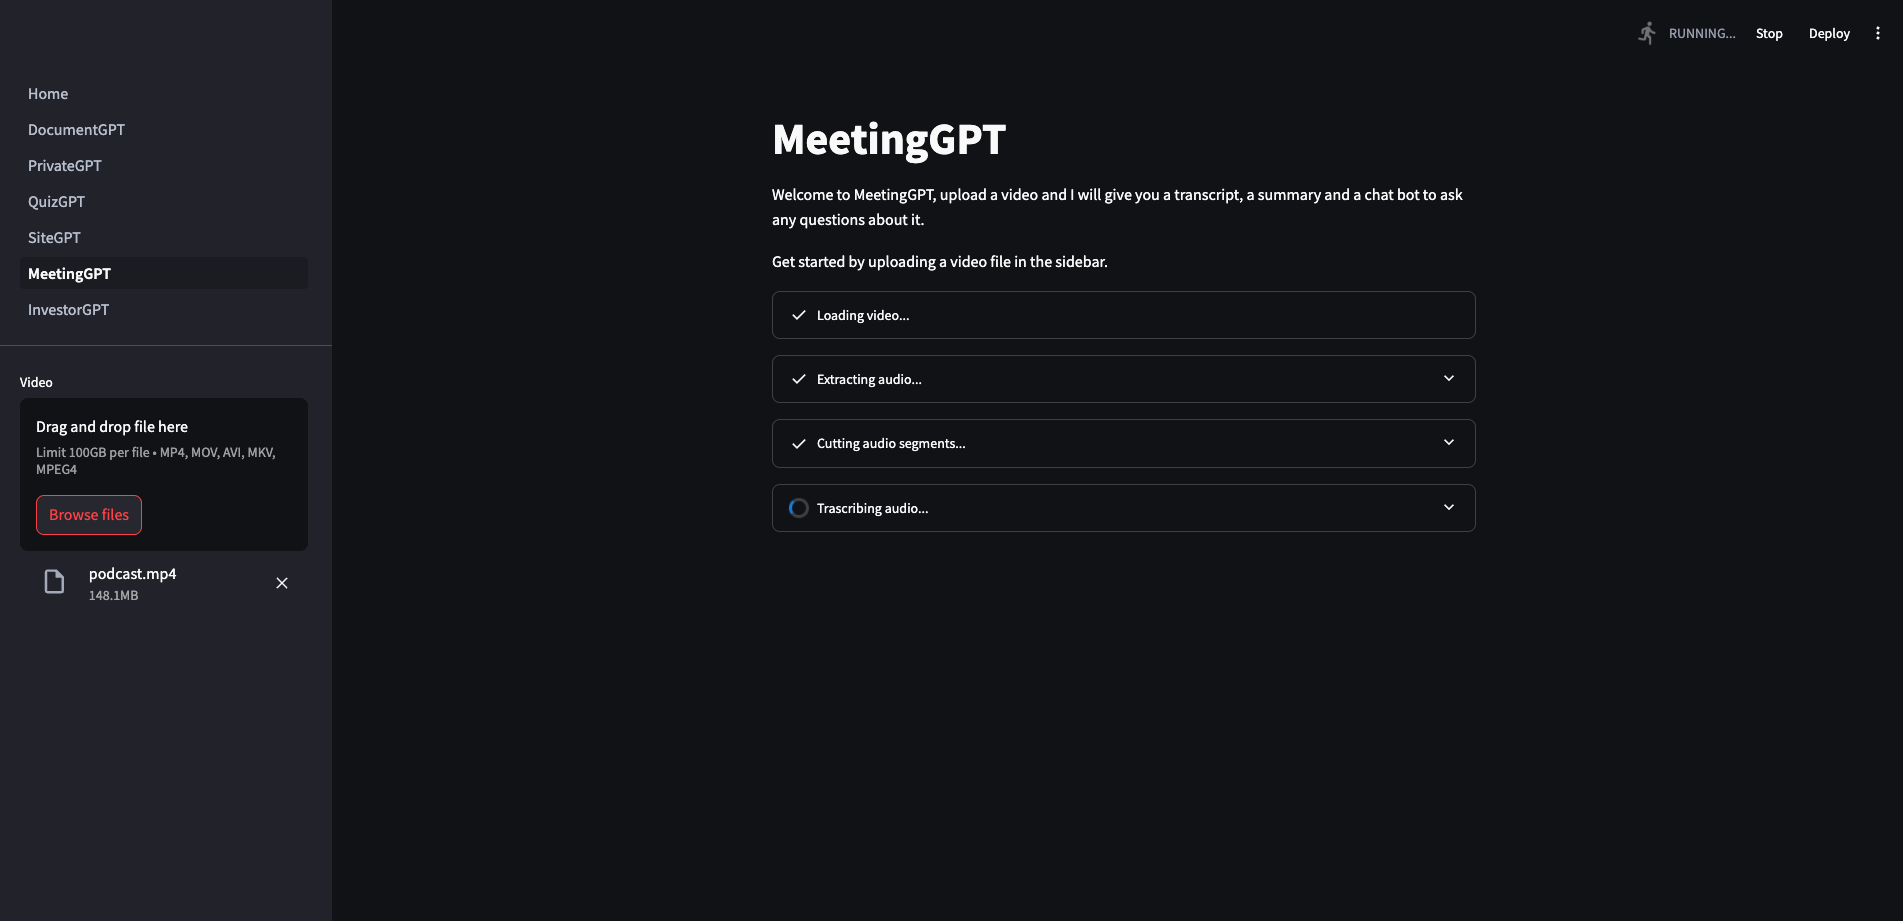 RUNNING...
Stop
Deploy
Home
DocumentGPT
PrivateGPT
QuizGPT
SiteGPT
MeetingGPT
InvestorGPT
Video
Drag and drop file here
Limit 100GB per file • MP4, MOV, AVI, MKV,
MPEG4
Browse files
podcast.mp4
148.1MB
MeetingGPT
Welcome to MeetingGPT, upload a video and I will give you a transcript, a summary and a chat bot to ask
any questions about it.
Get started by uploading a video file in the sidebar.
Loading video...
Extracting audio...
Cutting audio segments...
Trascribing audio...